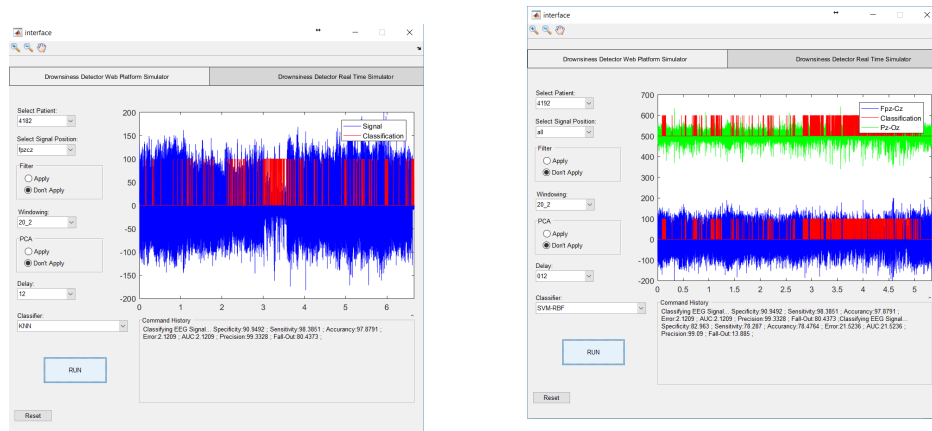 interface
Drownsiness Detector Web Platform Simulator
Drownsiness Detector Real Time Simulator
Select Patient:
4182
Select Signal Position:
fpzcz
Filter
Apply
Don't Apply
Windowing:
20_2
PCA
Apply
Don't Apply
Delay:
12
Classifier:
KNN
RUN
Reset
200
150
100
50
0
-50
-100
-150
-200
0 1 2 3 4 5 6
Signal
Classification
Command History
Classifying EEG Signal... Specificity:90.9492 ; Sensitivity:98.3851 ; Accurancy:97.8791 ;
Error:2.1209 ; AUC:2.1209 ; Precision:99.3328 ; Fall-Out:80.4373 ;
interface
Drownsiness Detector Web Platform Simulator
Drownsiness Detector Real Time Simulator
Select Patient:
4192
Select Signal Position:
all
Filter
Apply
Don't Apply
Windowing:
20_2
PCA
Apply
Don't Apply
Delay:
012
Classifier:
SVM-RBF
RUN
Reset
700
600
500
400
300
200
100
0
-100
-200
0 0.5 1 1.5 2 2.5 3 3.5 4 4.5 5
Fpz-Cz
Classification
Pz-Oz
Command History
Classifying EEG Signal... Specificity:90.9492 ; Sensitivity:98.3851 ; Accurancy:97.8791 ;
Error:2.1209 ; AUC:2.1209 ; Precision:99.3328 ; Fall-Out:80.4373 ;Classifying EEG Signal...
Specificity:82.963 ; Sensitivity:78.287 ; Accurancy:78.4764 ; Error:21.5236 ; AUC:21.5236 ;
Precision:99.09 ; Fall-Out:13.885 ;